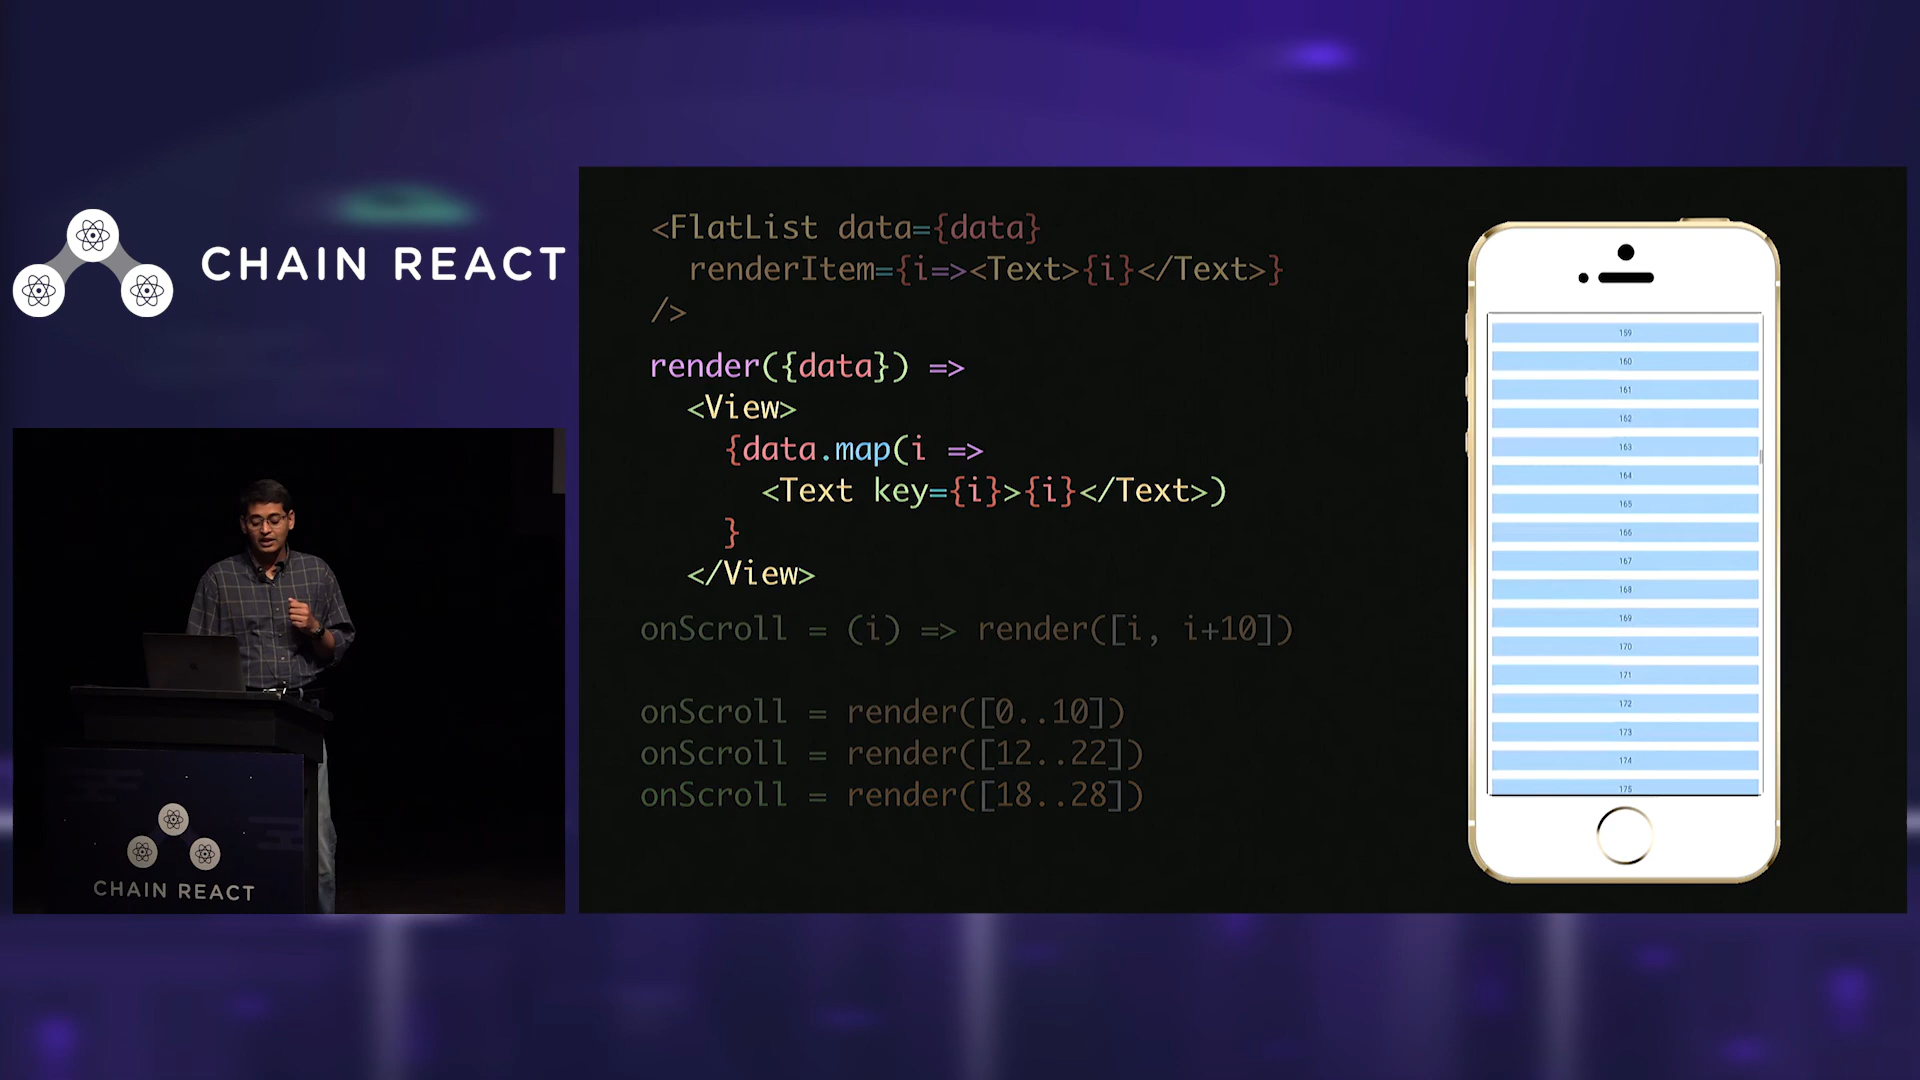 CHAIN REACT
<FlatList data={data}
renderItem={i=><Text>{i}</Text>}
/>
render({data}) =>
<View>
{data.map(i =>
<Text key={i}>{i}</Text>)
}
</View>
onScroll = (i) => render([i, i+10])
onScroll = render([0..10])
onScroll = render([12..22])
onScroll = render([18..28])
159
160
161
162
163
164
165
166
167
168
169
170
171
172
173
174
175
CHAIN REACT